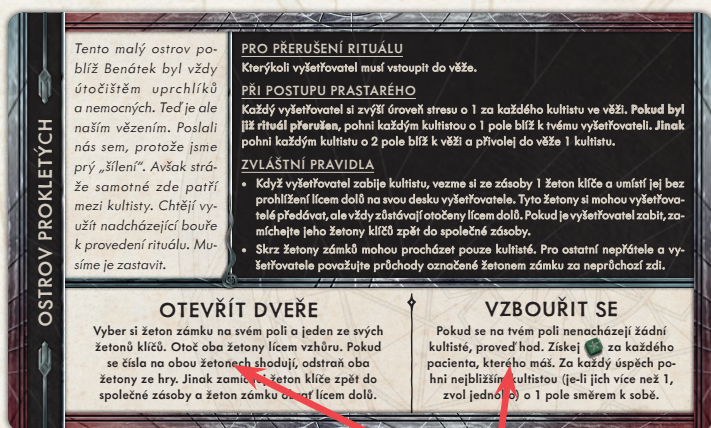 OSTROV PROKLETÝCH
Tento malý ostrov po-
blíž Benátek byl vždy
útočištěm uprchlíků
a nemocných. Teď je ale
naším vězením. Poslali
nás sem, protože jsme
prý „šílení“. Avšak strá-
že samotné zde patří
mezi kultisty. Chtějí vy-
užít nadcházející bouře
k provedení rituálu. Mu-
síme je zastavit.
PRO PŘERUŠENÍ RITUÁLU
Kterýkoli vyšetřovatel musí vstoupit do věže.
PŘI POSTUPU PRASTARÉHO
Každý vyšetřovatel si zvýší úroveň stresu o 1 za každého kultistu ve věži. Pokud byl
již rituál přerušen, pohni každým kultistou o 1 pole blíž k tvému vyšetřovateli. Jinak
pohni každým kultistu o 2 pole blíž k věži a přivolej do věže 1 kultistu.
ZVLÁŠTNÍ PRAVIDLA
• Když vyšetřovatel zabije kultistu, vezme si ze zásoby 1 žeton klíče a umístí jej bez
prohlížení lícem dolů na svou desku vyšetřovatele. Tyto žetony si mohou vyšetřova-
telé předávat, ale vždy zůstávají otočeny lícem dolů. Pokud je vyšetřovatel zabit, za-
míchejte jeho žetony klíčů zpět do společné zásoby.
• Skrz žetony zámků mohou procházet pouze kultisté. Pro ostatní nepřátele a vy-
šetřovatele považujte průchody označené žetonem zámku za neprůchozí zdi.
OTEVŘÍT DVEŘE
Vyber si žeton zámku na svém poli a jeden ze svých
žetonů klíčů. Otoč oba žetony lícem vzhůru. Pokud
se čísla na obou žetonech shodují, odstraň oba
žetony ze hry. Jinak žeton klíče zpět do
společné zásoby a žeton zámku lícem dolů.
VZBOUŘIT SE
Pokud se na tvém poli nenacházejí žádní
kultisté, proveď hod. Získej za každého
pacienta, kterého máš. Za každý úspěch po-
hni nejbližším kultistou (je-li jich více než 1,
zvol jednoho) o 1 pole směrem k sobě.